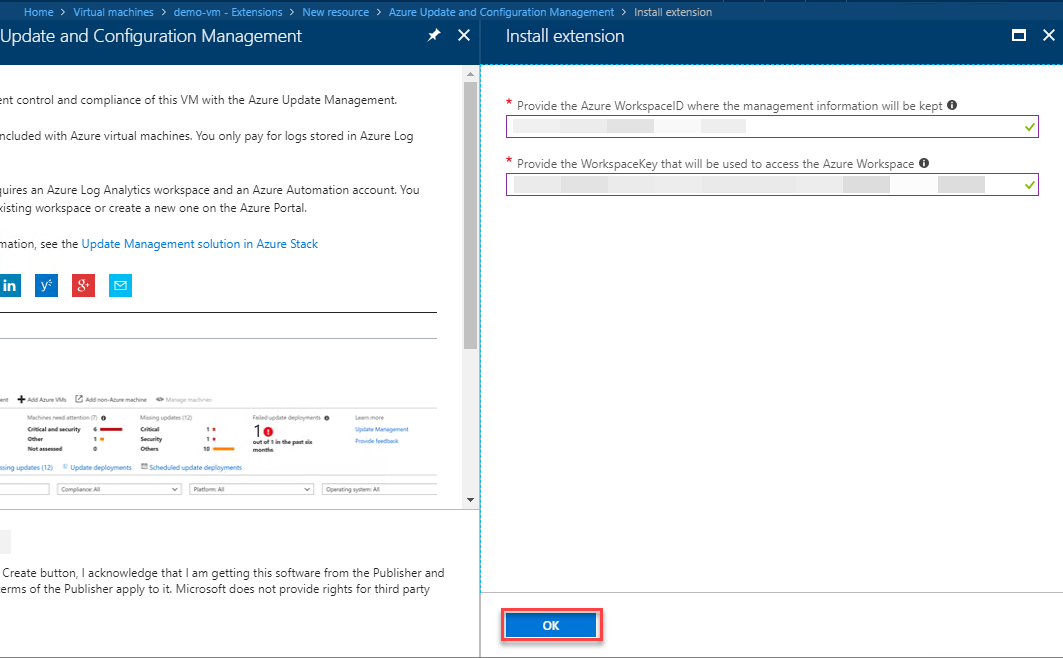 Home > Virtual machines > demo-vm - Extensions > New resource > Azure Update and Configuration Management > Install extension
Update and Configuration Management
ent control and compliance of this VM with the Azure Update Management.
ncluded with Azure virtual machines. You only pay for logs stored in Azure Log
quires an Azure Log Analytics workspace and an Azure Automation account. You
xisting workspace or create a new one on the Azure Portal.
mation, see the Update Management solution in Azure Stack
in
g+
ent Add Azure VMs Add non-Azure machine Manage machines
Machines need attention (7) Missing updates (12) Failed update deployments Learn more
Critical and security 6 Critical 1 1 Update Management
Other 1 Security 1 out of 1 in the past six Provide feedback
Not assessed 0 Others 10 months
ssing updates (12) Update deployments Scheduled update deployments
Compliance: All Platform: All Operating system: All
Create button, I acknowledge that I am getting this software from the Publisher and
erms of the Publisher apply to it. Microsoft does not provide rights for third party
Install extension
* Provide the Azure WorkspaceID where the management information will be kept
* Provide the WorkspaceKey that will be used to access the Azure Workspace
OK